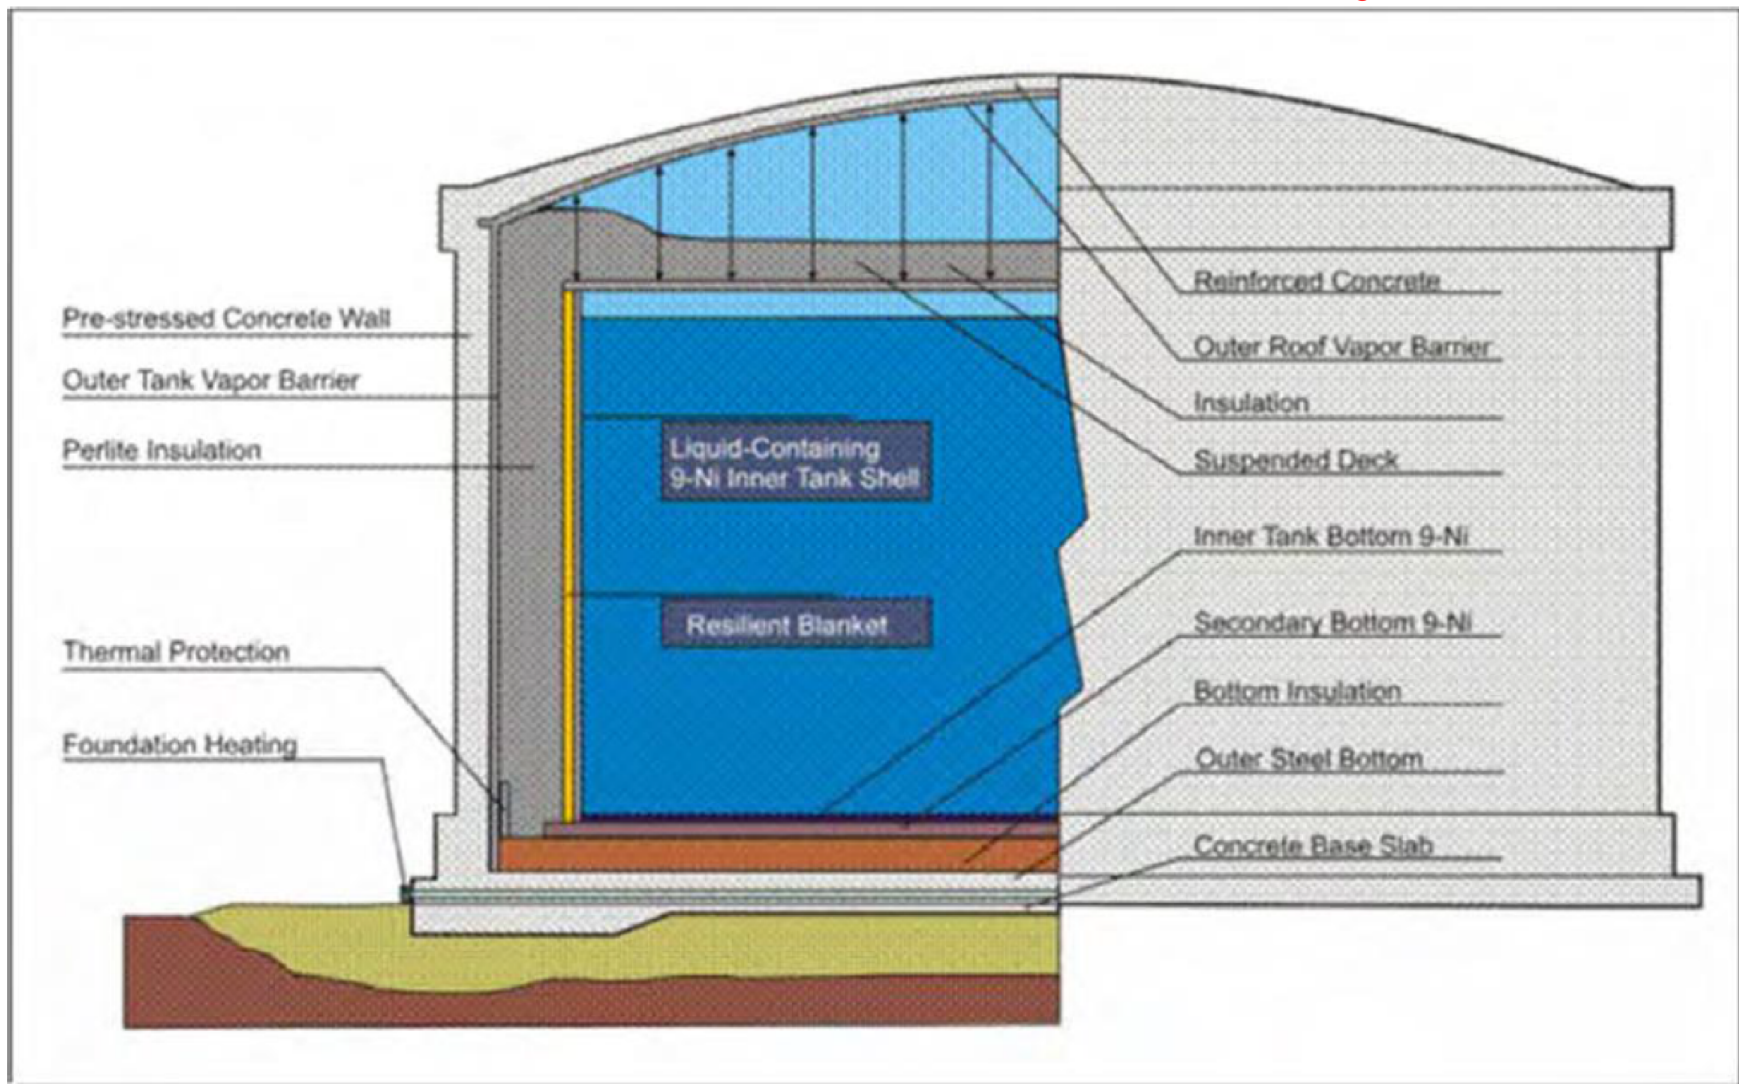 Pre-stressed Concrete Wall
Outer Tank Vapor Barrier
Perlite Insulation
Thermal Protection
Foundation Heating
Liquid-Containing
9-Ni Inner Tank Shell
Resilient Blanket
Reinforced Concrete
Outer Roof Vapor Barrier
Insulation
Suspended Deck
Inner Tank Bottom 9-Ni
Secondary Bottom 9-Ni
Bottom Insulation
Outer Steel Bottom
Concrete Base Slab